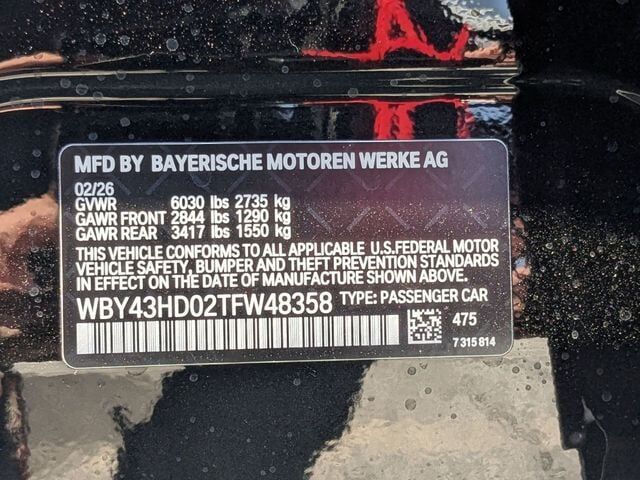 MFD BY BAYERISCHE MOTOREN WERKE AG
02/26
GVWR 6030 lbs 2735 kg
GAWR FRONT 2844 lbs 1290 kg
GAWR REAR 3417 lbs 1550 kg
THIS VEHICLE CONFORMS TO ALL APPLICABLE U.S.FEDERAL MOTOR
VEHICLE SAFETY, BUMPER AND THEFT PREVENTION STANDARDS
IN EFFECT ON THE DATE OF MANUFACTURE SHOWN ABOVE.
WBY43HD02TFW48358 TYPE: PASSENGER CAR
475
7 315 814